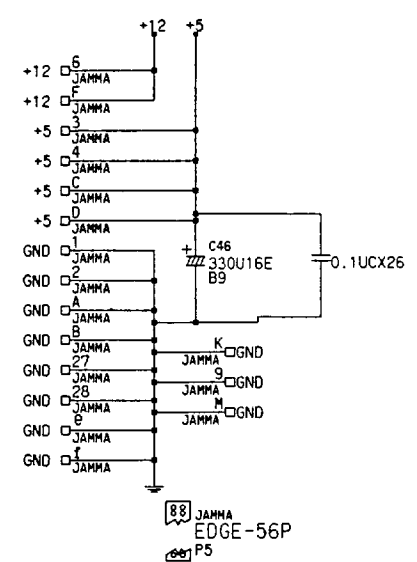 +12 +5
+12 6 JAMMA
+12 F JAMMA
+5 3 JAMMA
+5 4 JAMMA
+5 C JAMMA
+5 D JAMMA
GND 1 JAMMA
C46
330U16E
B9
0.1UCX26
GND 2 JAMMA
GND A JAMMA
GND B JAMMA
K JAMMA GND
GND 27 JAMMA
9 JAMMA GND
GND 28 JAMMA
M JAMMA GND
GND e JAMMA
GND f JAMMA
88 JAMMA
EDGE-56P
P5